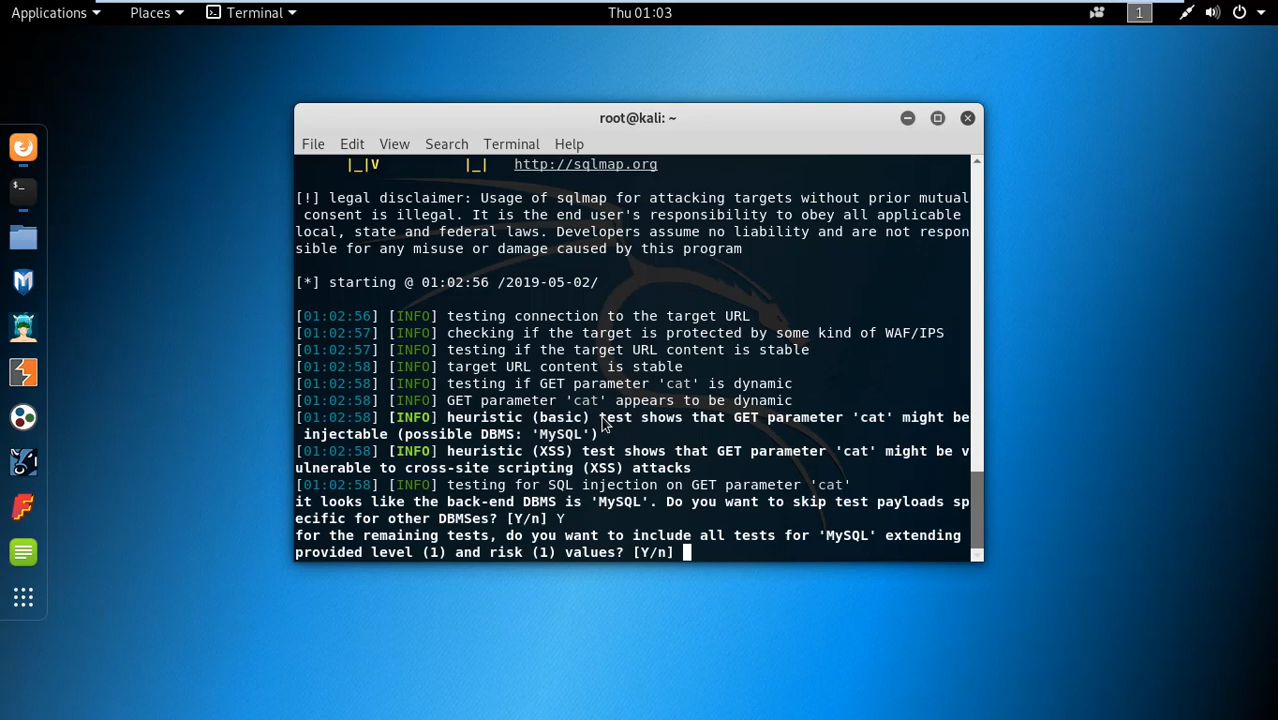 Applications Places Terminal Thu 01:03 1
root@kali: ~
File Edit View Search Terminal Help
|_|V |_| http://sqlmap.org
[!] legal disclaimer: Usage of sqlmap for attacking targets without prior mutual
consent is illegal. It is the end user's responsibility to obey all applicable
local, state and federal laws. Developers assume no liability and are not respon
sible for any misuse or damage caused by this program
[*] starting @ 01:02:56 /2019-05-02/
[01:02:56] [INFO] testing connection to the target URL
[01:02:57] [INFO] checking if the target is protected by some kind of WAF/IPS
[01:02:57] [INFO] testing if the target URL content is stable
[01:02:58] [INFO] target URL content is stable
[01:02:58] [INFO] testing if GET parameter 'cat' is dynamic
[01:02:58] [INFO] GET parameter 'cat' appears to be dynamic
[01:02:58] [INFO] heuristic (basic) test shows that GET parameter 'cat' might be
injectable (possible DBMS: 'MySQL')
[01:02:58] [INFO] heuristic (XSS) test shows that GET parameter 'cat' might be v
ulnerable to cross-site scripting (XSS) attacks
[01:02:58] [INFO] testing for SQL injection on GET parameter 'cat'
it looks like the back-end DBMS is 'MySQL'. Do you want to skip test payloads sp
ecific for other DBMSes? [Y/n] Y
for the remaining tests, do you want to include all tests for 'MySQL' extending
provided level (1) and risk (1) values? [Y/n]